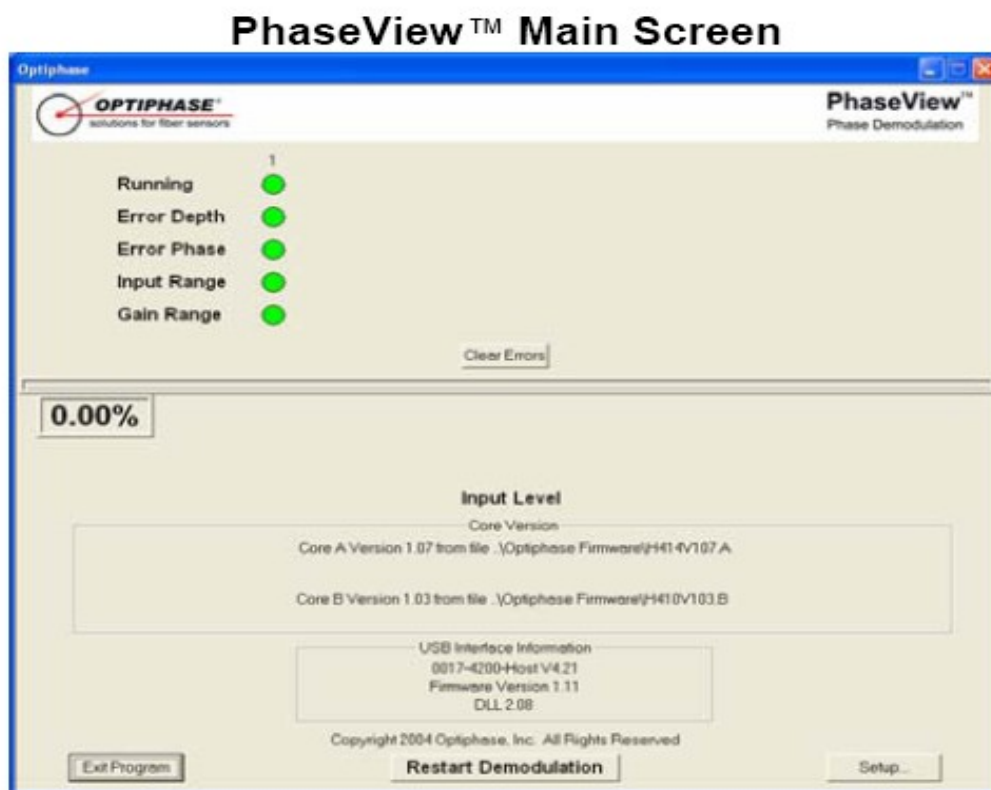 PhaseView™ Main Screen
Optiphase
OPTIPHASE®
solutions for fiber sensors
PhaseView™
Phase Demodulation
1
Running
Error Depth
Error Phase
Input Range
Gain Range
Clear Errors
0.00%
Input Level
Core Version
Core A Version 1.07 from file ..\Optiphase Firmware\H414V107.A
Core B Version 1.03 from file ..\Optiphase Firmware\H410V103.B
USB Interface Information
0017-4200-Host V4.21
Firmware Version 1.11
DLL 2.08
Copyright 2004 Optiphase, Inc. All Rights Reserved
Exit Program
Restart Demodulation
Setup...